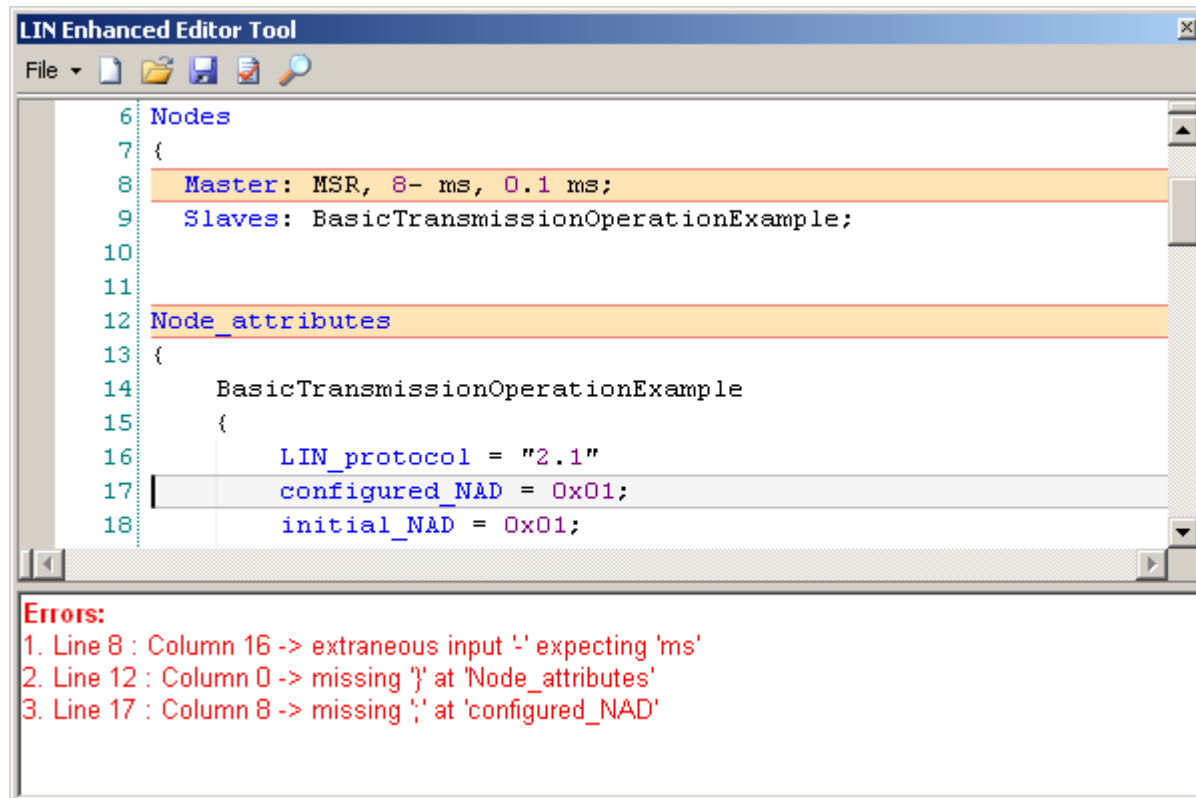 LIN Enhanced Editor Tool
File
6 Nodes
7 {
8 Master: MSR, 8- ms, 0.1 ms;
9 Slaves: BasicTransmissionOperationExample;
10
11
12 Node_attributes
13 {
14 BasicTransmissionOperationExample
15 {
16 LIN_protocol = "2.1"
17 configured_NAD = 0x01;
18 initial_NAD = 0x01;
Errors:
1. Line 8 : Column 16 -> extraneous input '-' expecting 'ms'
2. Line 12 : Column 0 -> missing '}' at 'Node_attributes'
3. Line 17 : Column 8 -> missing ';' at 'configured_NAD'